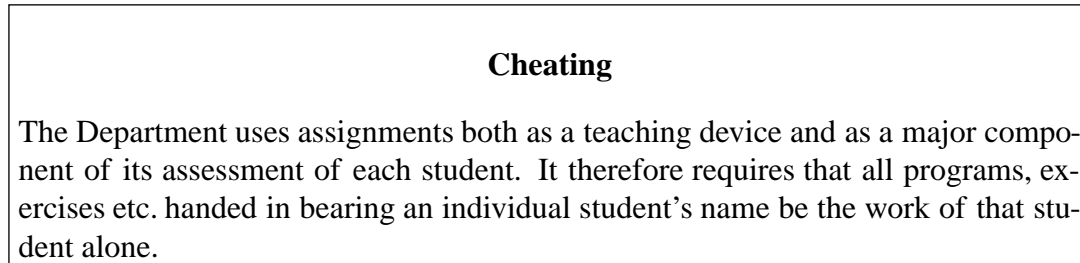 Cheating
The Department uses assignments both as a teaching device and as a major compo-
nent of its assessment of each student. It therefore requires that all programs, ex-
ercises etc. handed in bearing an individual student's name be the work of that stu-
dent alone.